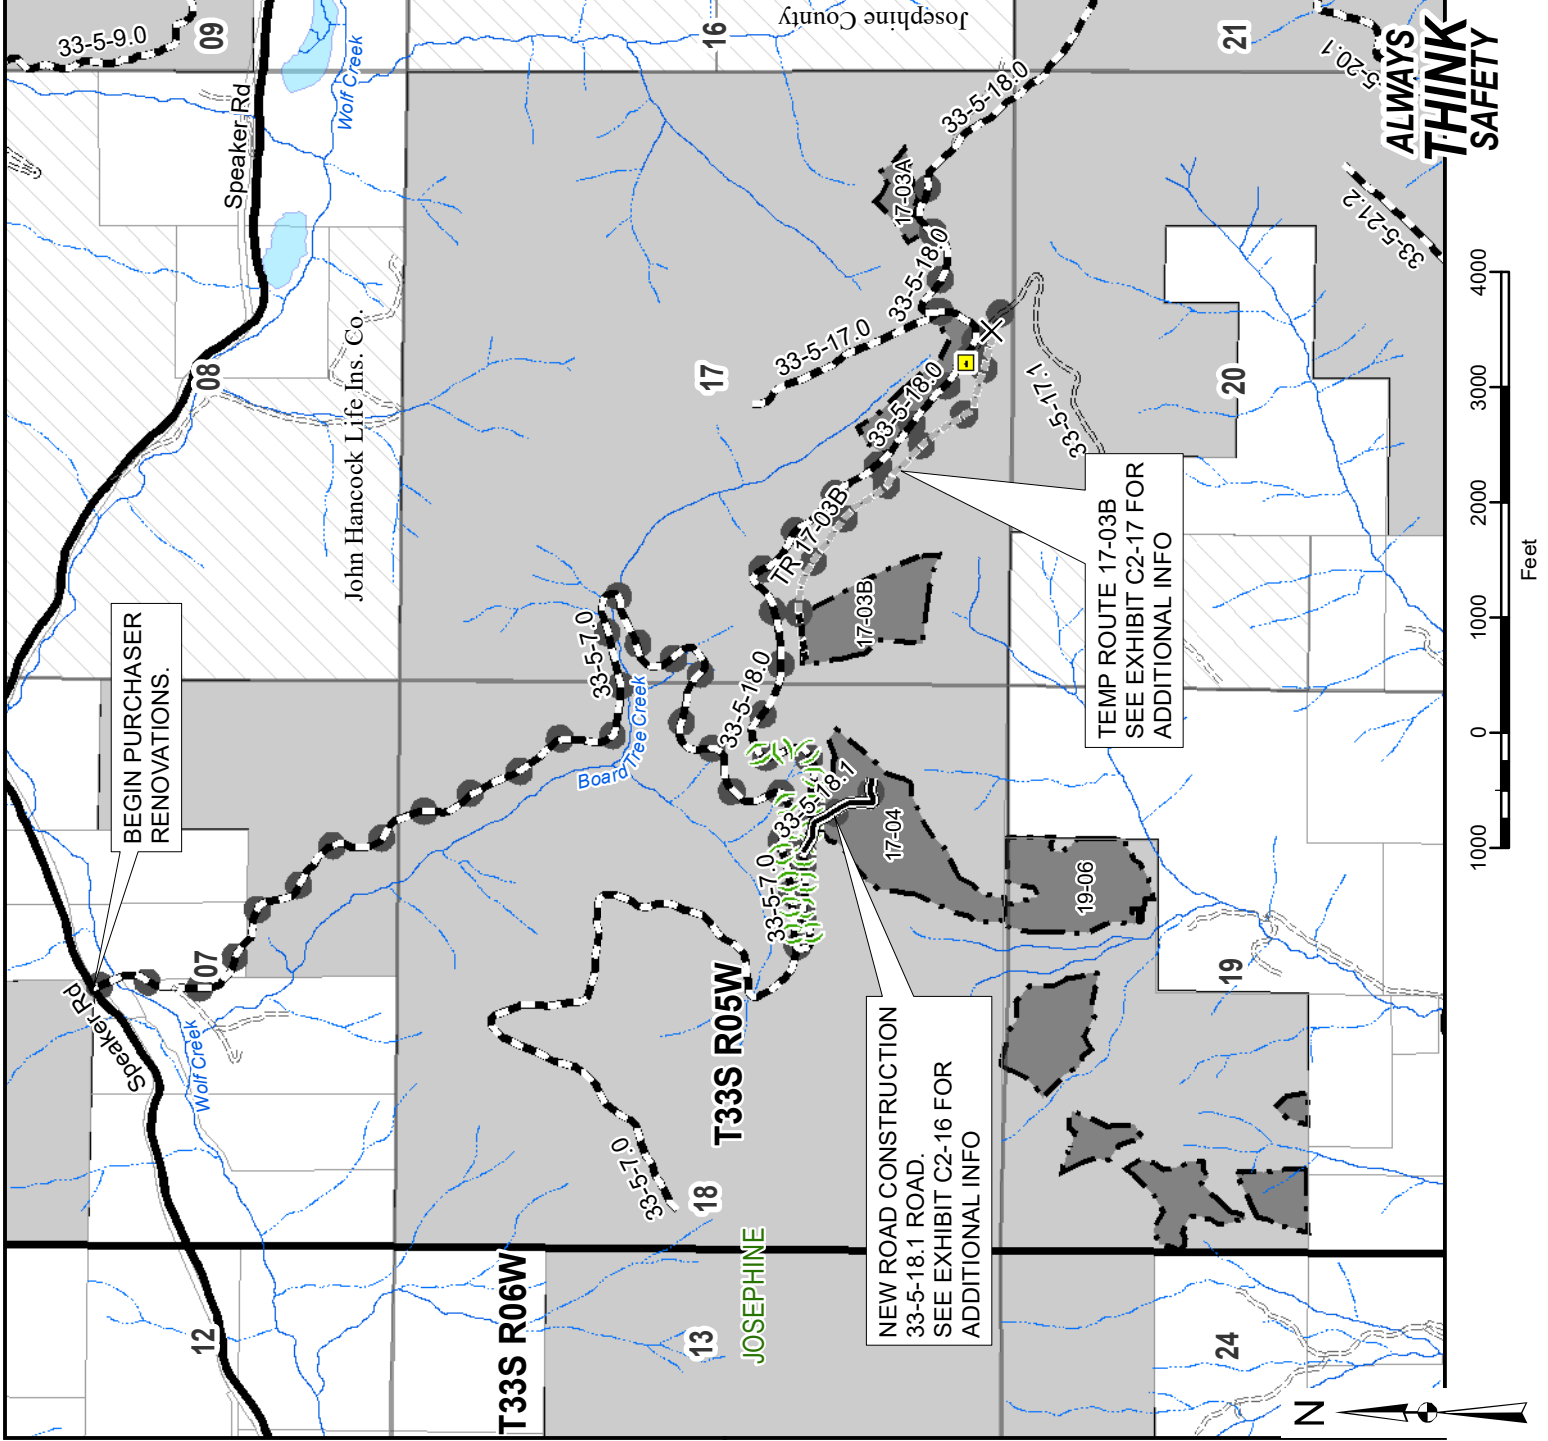 33-5-9.0
09
Speaker Rd
Wolf Creek
16
Josephine
County
21
5-20.1
ALWAYS
THINK
SAFETY
33-5-18.0
17-03A
33-5-18.0
33-5-21.2
08
John Hancock Life Ins. Co.
17
33-5-17.0
33-5-18.0
33-5-17.1
20
BEGIN PURCHASER
RENOVATIONS.
33-5-7.0
Board Tree Creek
TR 17-03B
17-03B
TEMP ROUTE 17-03B
SEE EXHIBIT C2-17 FOR
ADDITIONAL INFO
33-5-18.0
33-5-18.1
33-5-7.0
17-04
19-06
07
Speaker Rd
Wolf Creek
T33S R05W
19
33-5-7.0
18
NEW ROAD CONSTRUCTION
33-5-18.1 ROAD.
SEE EXHIBIT C2-16 FOR
ADDITIONAL INFO
12
T33S R06W
13
JOSEPHINE
24
N
1000
0
1000
2000
3000
4000
Feet